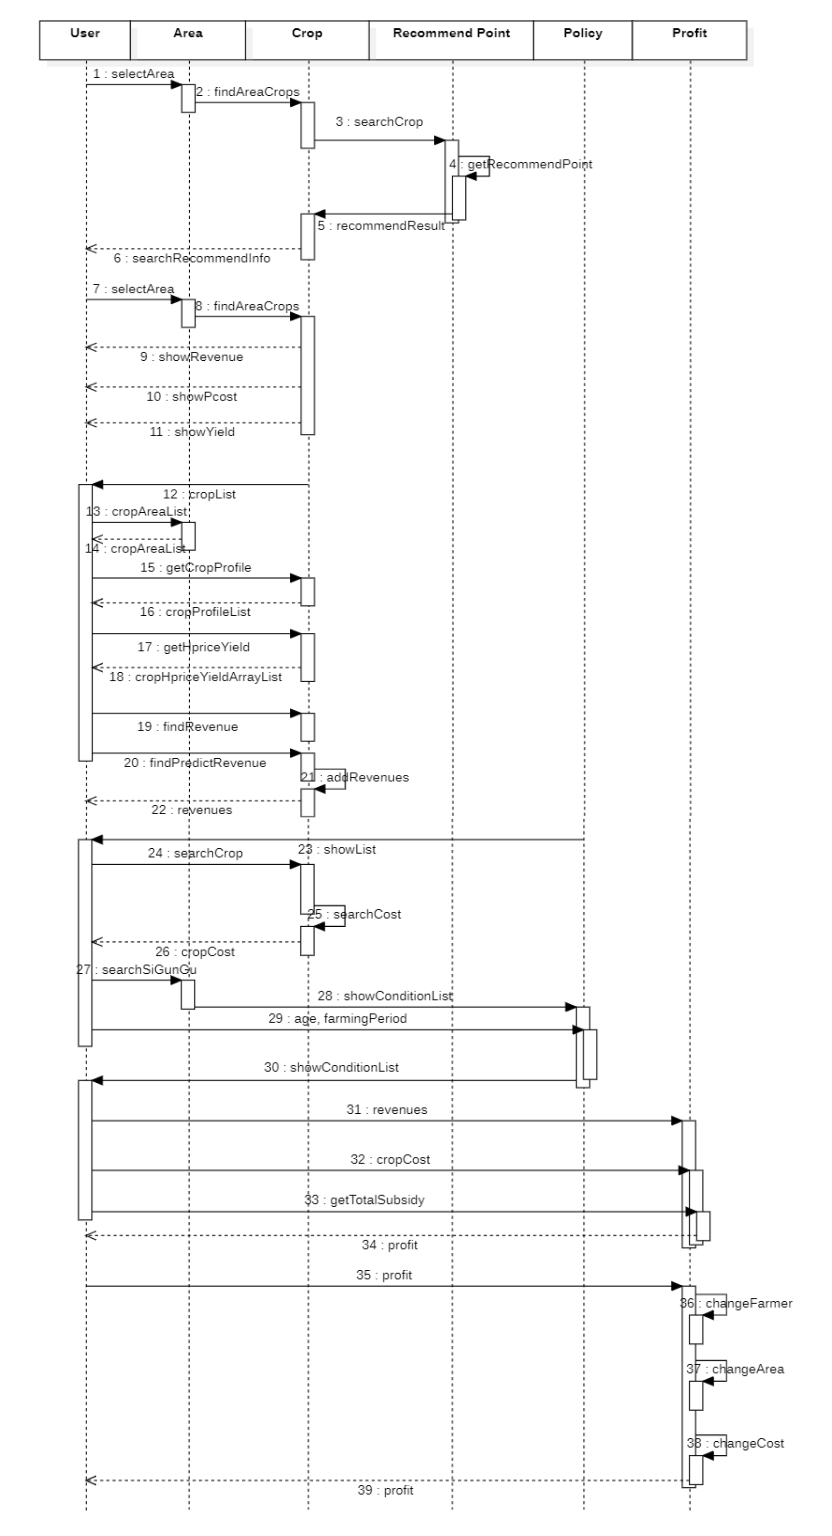 User
Area
Crop
Recommend Point
Policy
Profit
1 : selectArea
2 : findAreaCrops
3 : searchCrop
4 : getRecommendPoint
5 : recommendResult
6 : searchRecommendInfo
7 : selectArea
8 : findAreaCrops
9 : showRevenue
10 : showPcost
11 : showYield
12 : cropList
13 : cropAreaList
14 : cropAreaList
15 : getCropProfile
16 : cropProfileList
17 : getHpriceYield
18 : cropHpriceYieldArrayList
19 : findRevenue
20 : findPredictRevenue
21 : addRevenues
22 : revenues
23 : showList
24 : searchCrop
25 : searchCost
26 : cropCost
27 : searchSiGunGu
28 : showConditionList
29 : age, farmingPeriod
30 : showConditionList
31 : revenues
32 : cropCost
33 : getTotalSubsidy
34 : profit
35 : profit
36 : changeFarmer
37 : changeArea
38 : changeCost
39 : profit